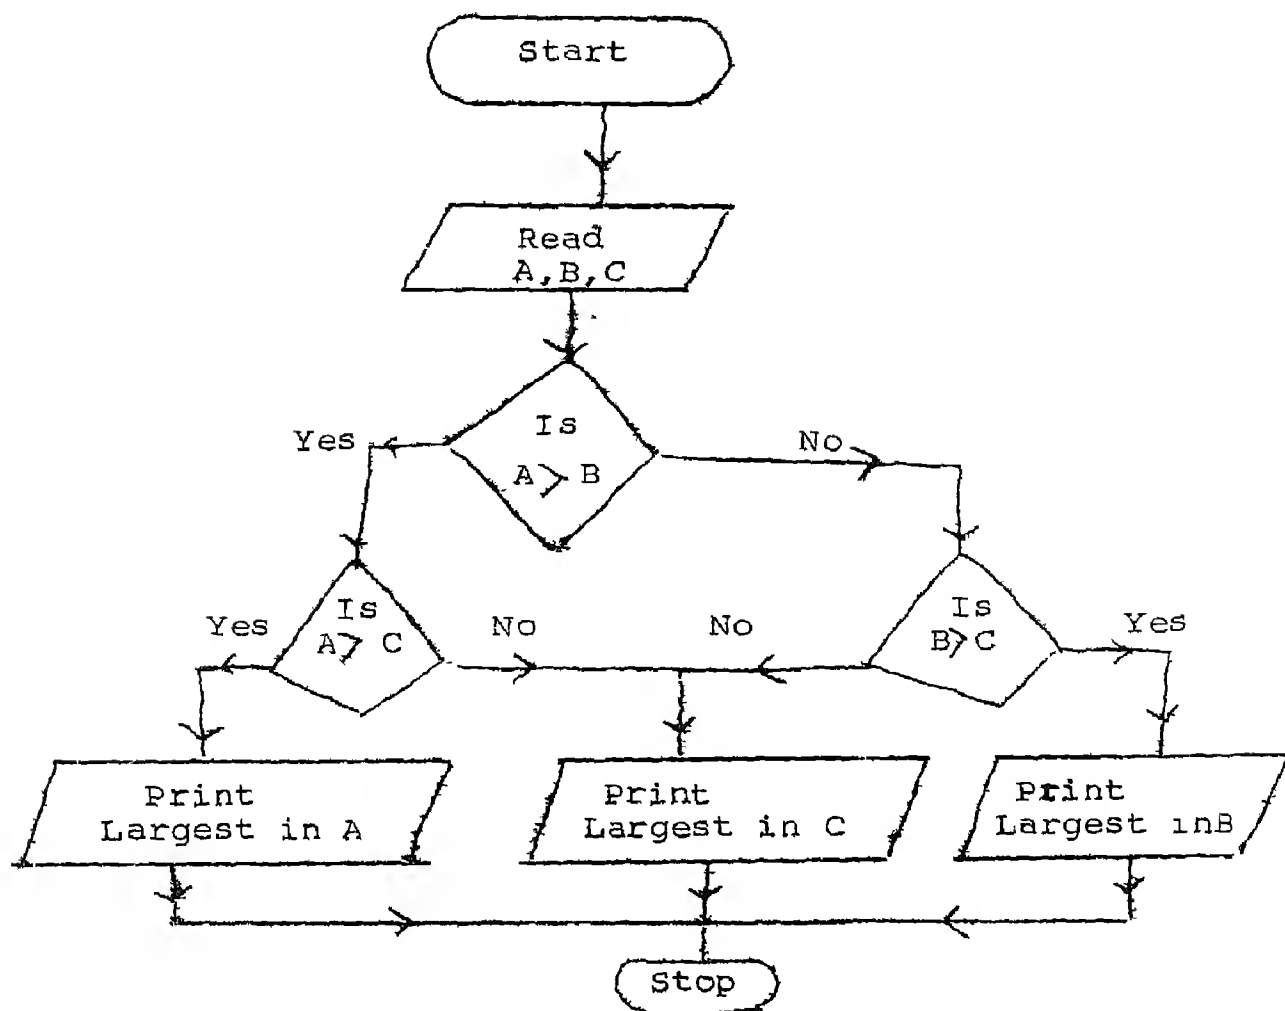 Start
Read
A,B,C
Is
A> B
Yes
No
Is
A> C
Yes
No
No
Is
B>C
Yes
Print
Largest in A
Print
Largest in C
Print
Largest inB
Stop